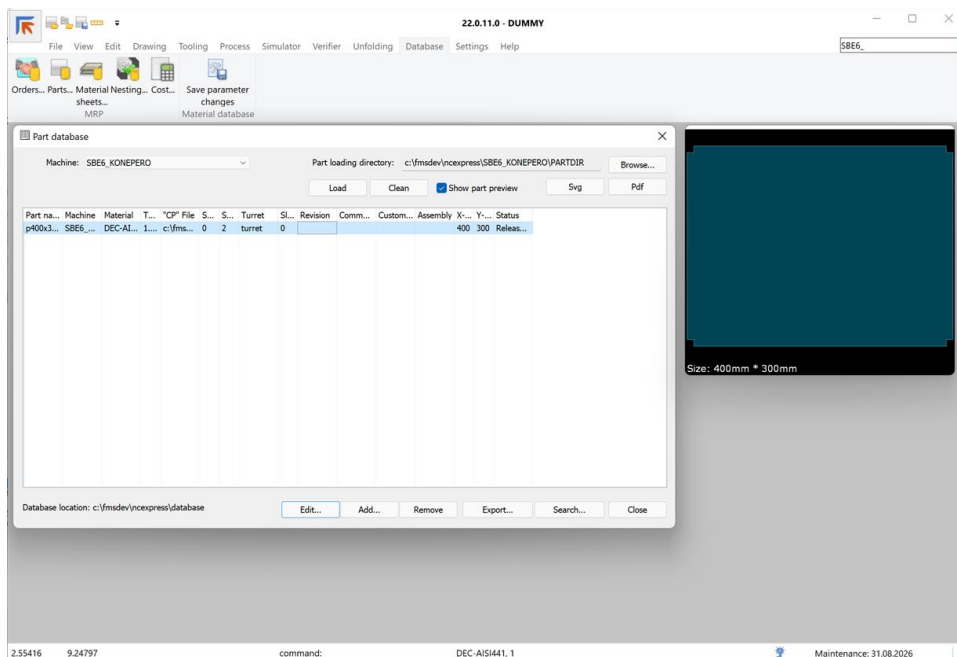 22.0.11.0 - DUMMY
File View Edit Drawing Tooling Process Simulator Verifier Unfolding Database Settings Help
SBE6_
Orders... Parts... Material sheets... Nesting... Cost... Save parameter changes
MRP Material database
Part database
Machine: SBE6_KONEPERO Part loading directory: c:\fmsdev\ncexpress\SBE6_KONEPERO\PARTDIR Browse...
Load Clean Show part preview Svg Pdf
Part na... Machine Material T... "CP" File S... S... Turret Sl... Revision Comm... Custom... Assembly X-... Y-... Status
p400x3... SBE6_... DEC-AI... 1.... c:\fms... 0 2 turret 0 400 300 Releas...
Size: 400mm * 300mm
Database location: c:\fmsdev\ncexpress\database
Edit... Add... Remove Export... Search... Close
2.55416 9.24797 command: DEC-AISI441, 1 Maintenance: 31.08.2026